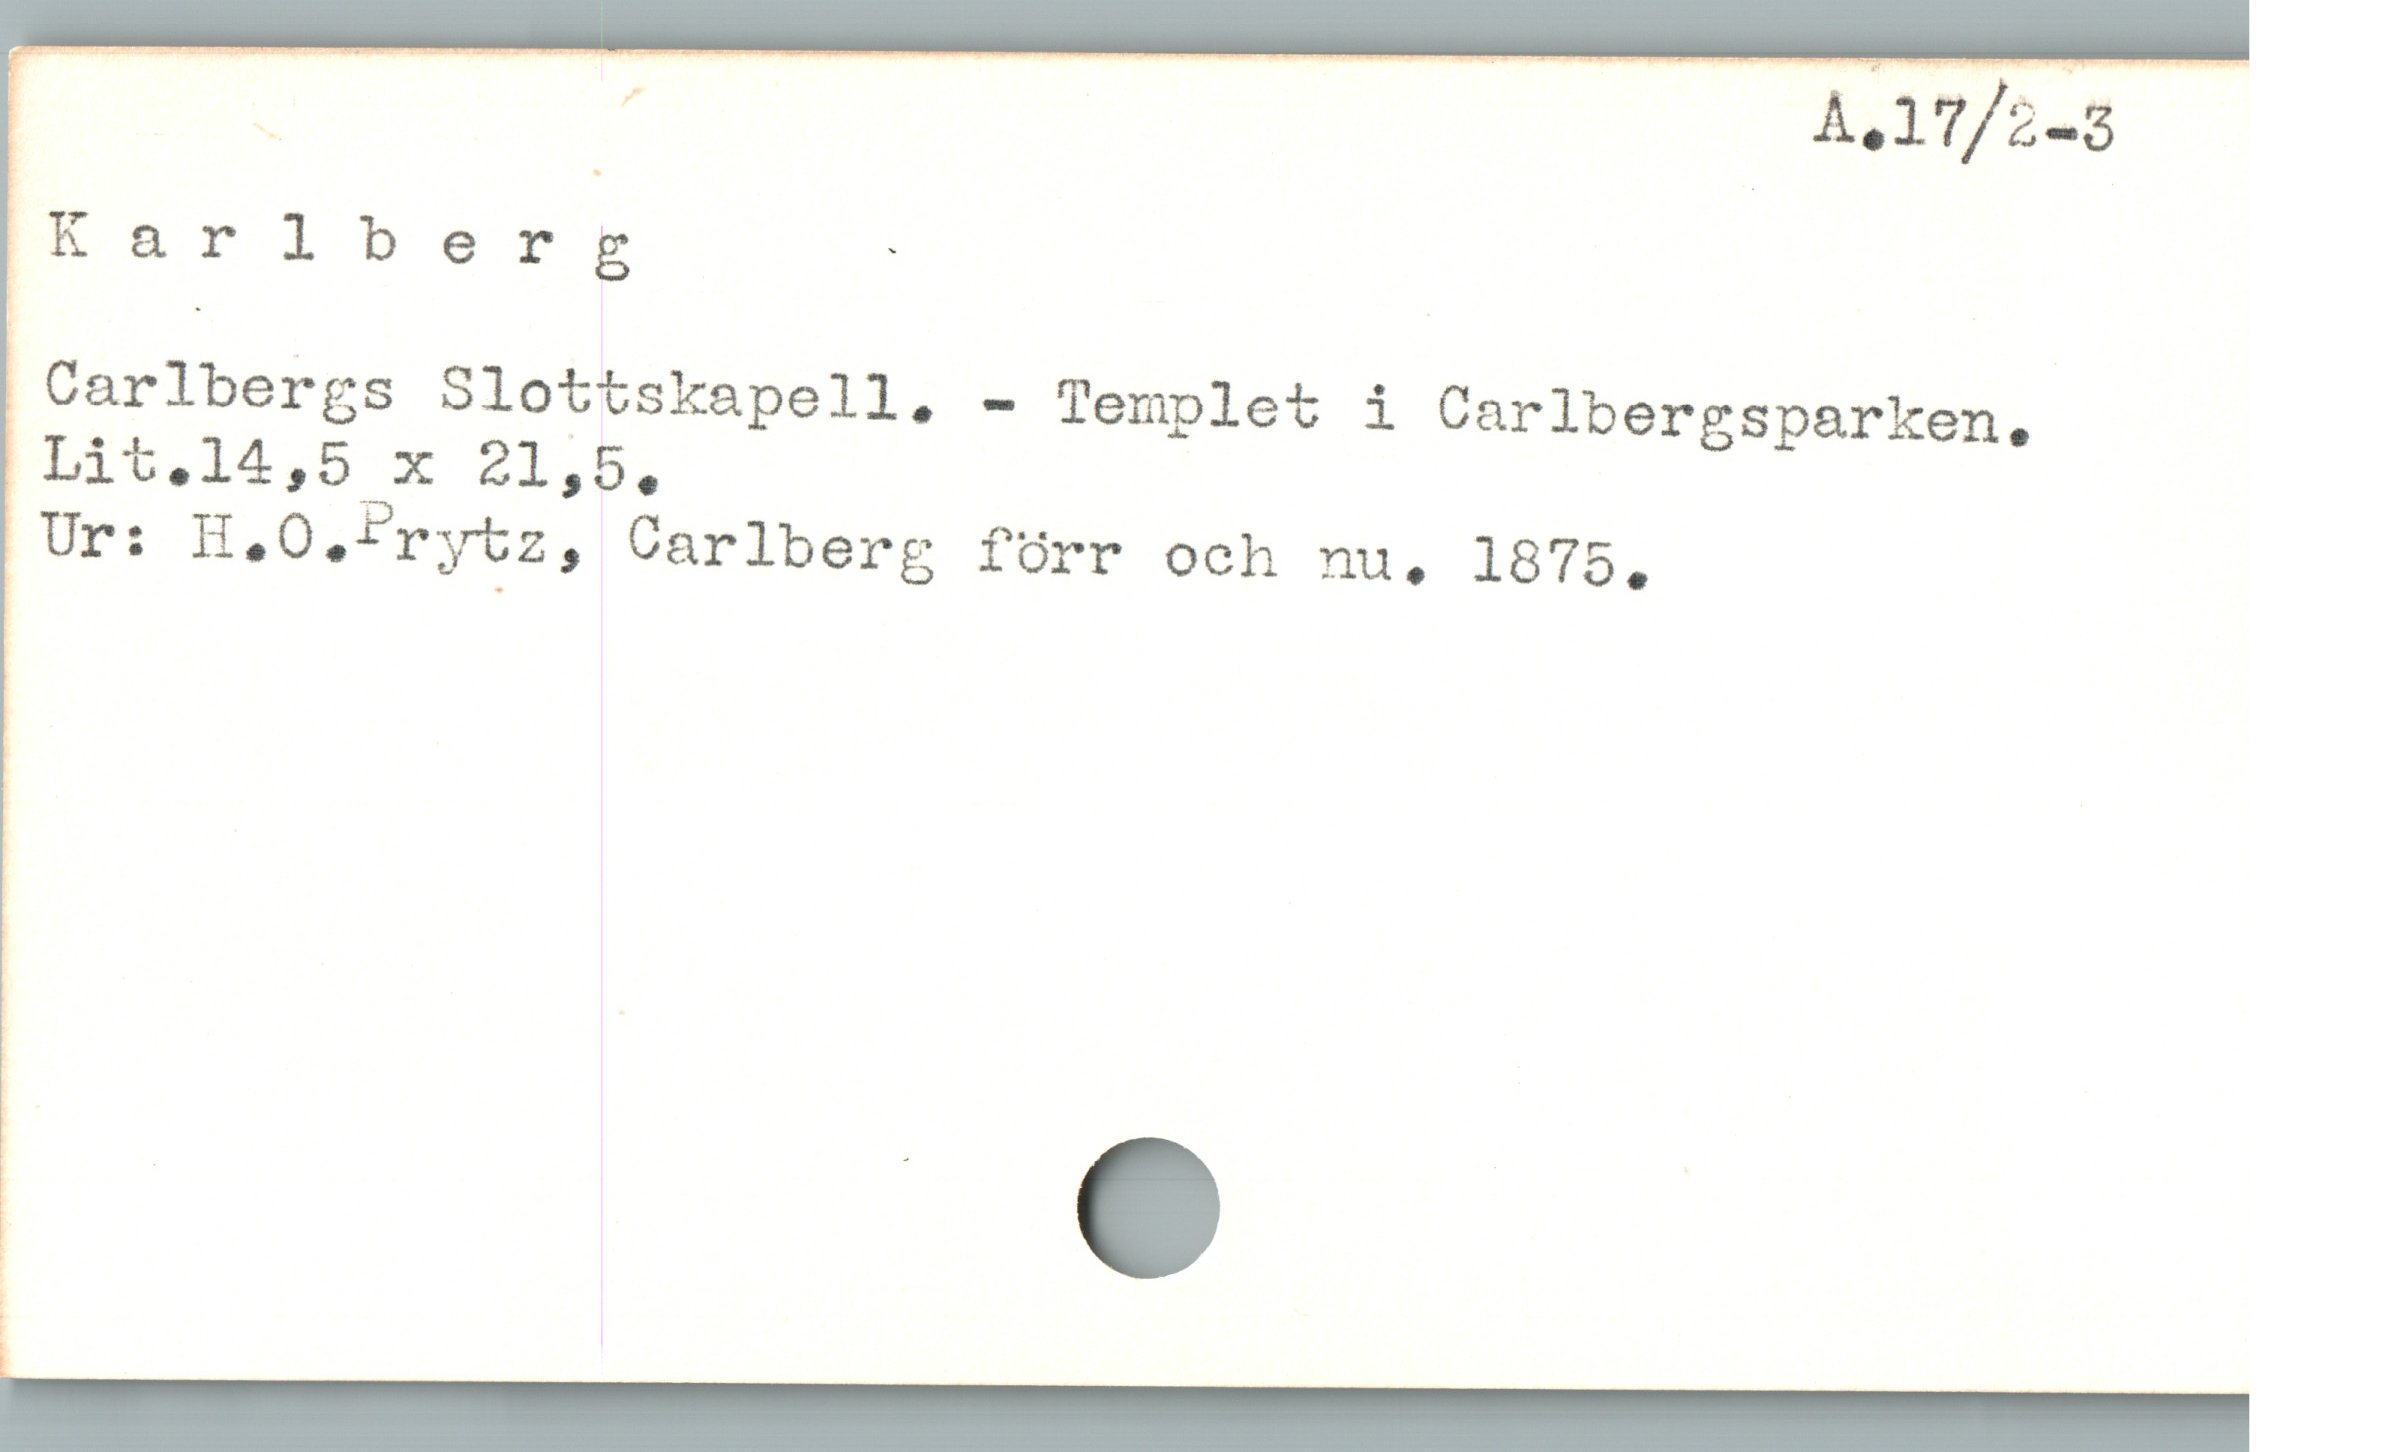 A.17/2-3
K a r l b e r g
Carlbergs Slottskapell. - Templet i Carlbergsparken.
Lit.14,5 x 21,5.
Ur: H.O.Prytz, Carlberg förr och nu. 1875.